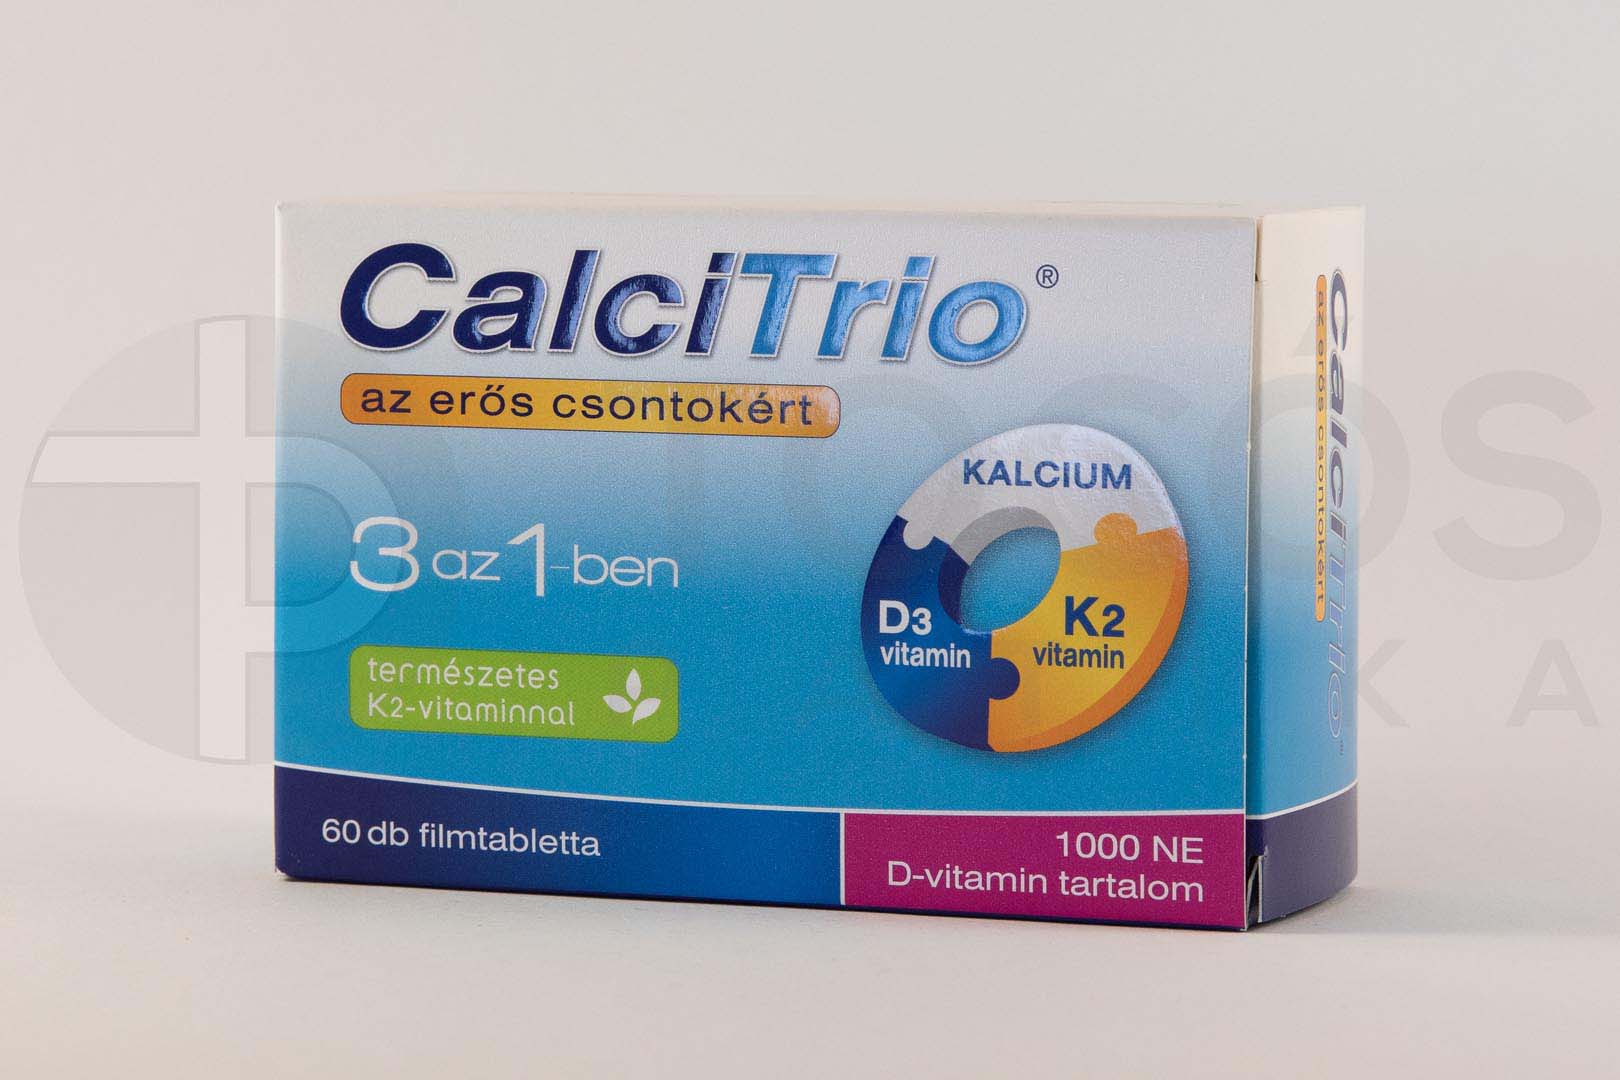 CalciTrio®
az erős csontokért
3 az 1-ben
KALCIUM
D3
vitamin
K2
vitamin
természetes
K2-vitaminnal
60 db filmtabletta
1000 NE
D-vitamin tartalom
CalciTrio
az erős csontokért